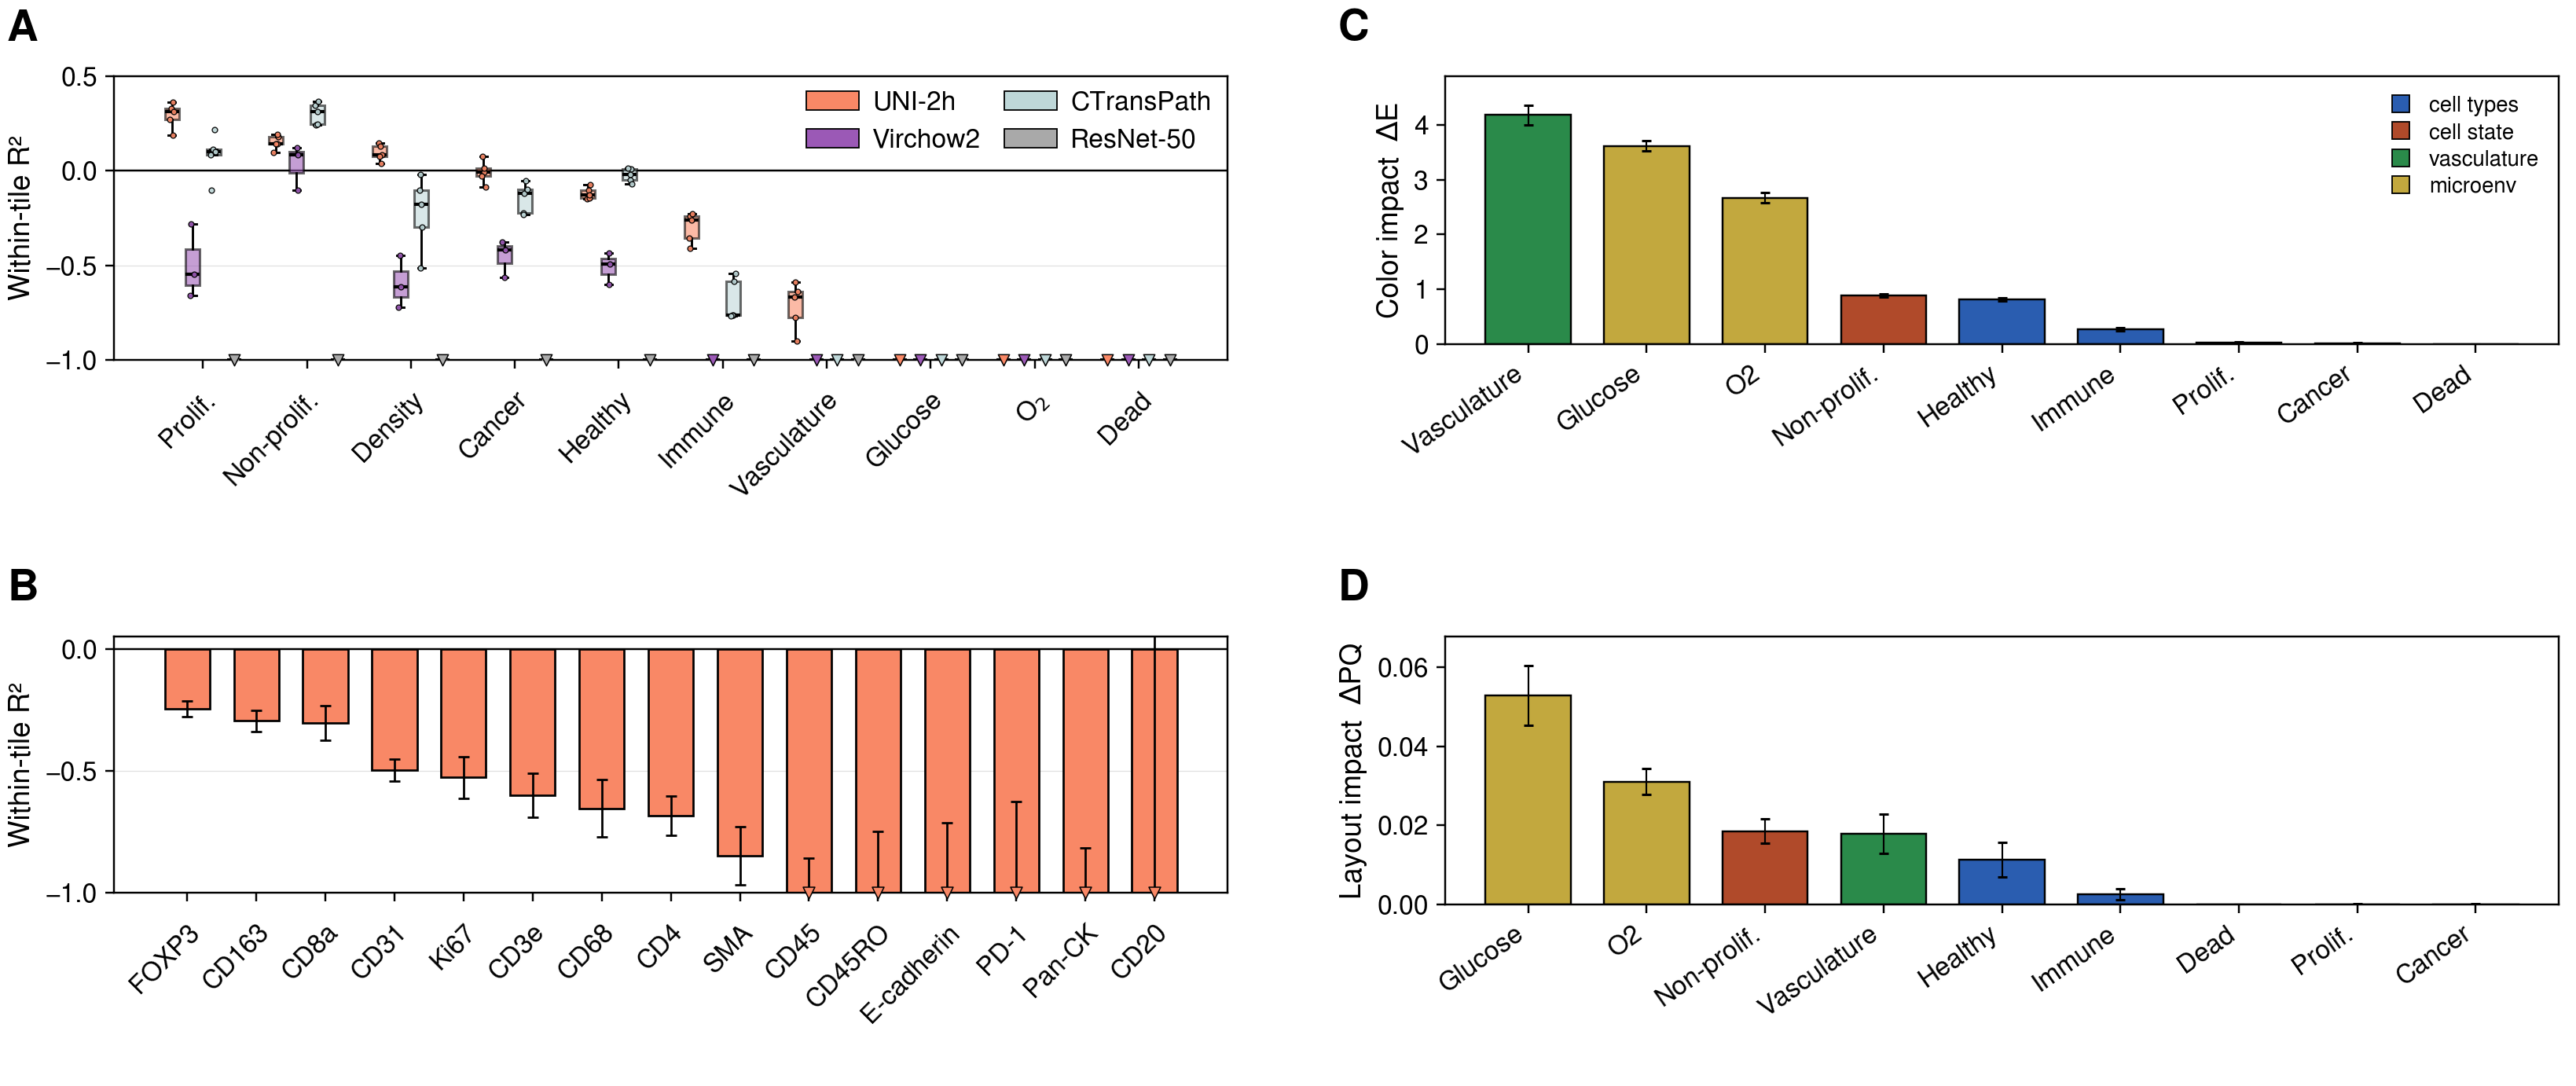 A
Within-tile R²
0.5
0.0
−0.5
−1.0
UNI-2h
Virchow2
CTransPath
ResNet-50
Prolif.
Non-prolif.
Density
Cancer
Healthy
Immune
Vasculature
Glucose
O₂
Dead
B
Within-tile R²
0.0
−0.5
−1.0
FOXP3
CD163
CD8a
CD31
Ki67
CD3e
CD68
CD4
SMA
CD45
CD45RO
E-cadherin
PD-1
Pan-CK
CD20
C
Color impact ΔE
4
3
2
1
0
cell types
cell state
vasculature
microenv
Vasculature
Glucose
O2
Non-prolif.
Healthy
Immune
Prolif.
Cancer
Dead
D
Layout impact ΔPQ
0.06
0.04
0.02
0.00
Glucose
O2
Non-prolif.
Vasculature
Healthy
Immune
Dead
Prolif.
Cancer